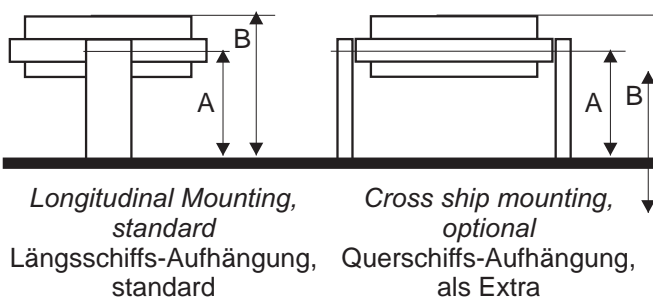 B
A
A
B
Longitudinal Mounting,
standard
Längsschiffs-Aufhängung,
standard
Cross ship mounting,
optional
Querschiffs-Aufhängung,
als Extra